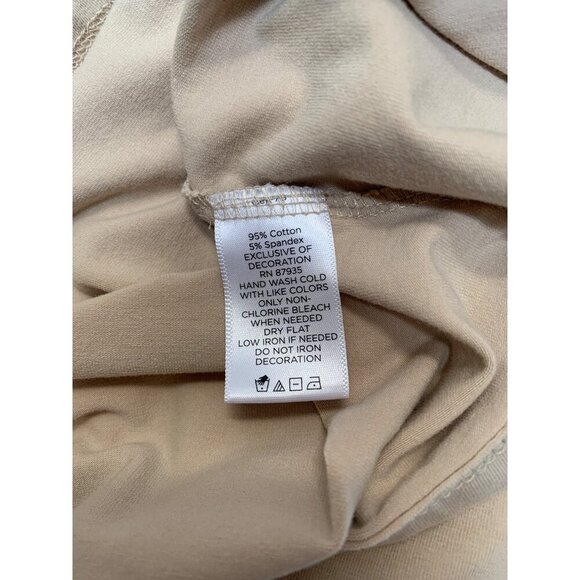 95% Cotton
5% Spandex
EXCLUSIVE OF
DECORATION
RN 87935
HAND WASH COLD
WITH LIKE COLORS
ONLY NON-
CHLORINE BLEACH
WHEN NEEDED
DRY FLAT
LOW IRON IF NEEDED
DO NOT IRON
DECORATION